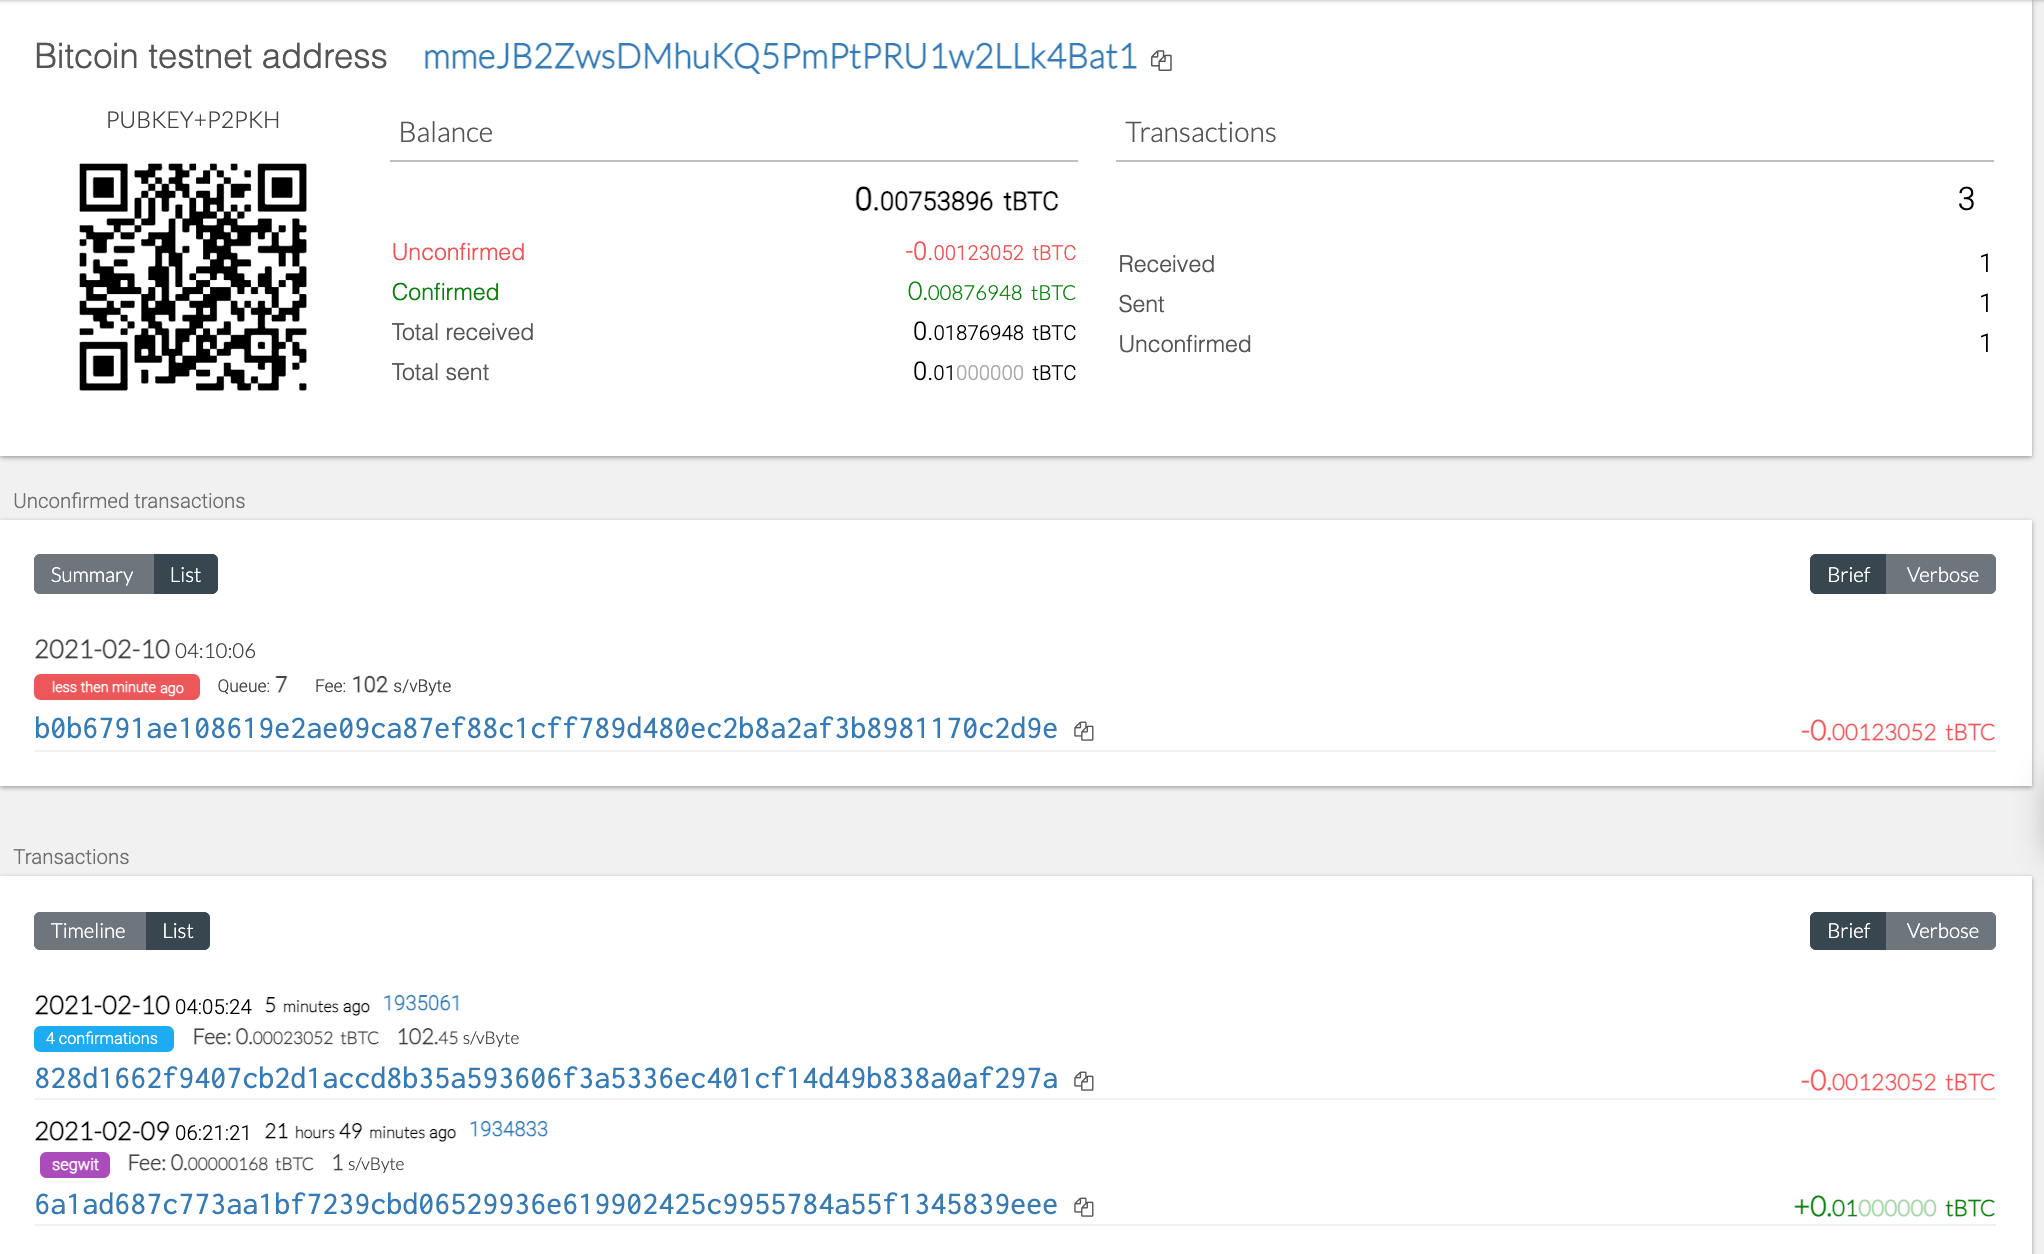 Bitcoin testnet address mmeJB2ZwsDMhuKQ5PmPtPRU1w2LLk4Bat1
PUBKEY+P2PKH
Balance
0.00753896 tBTC
Unconfirmed -0.00123052 tBTC
Confirmed 0.00876948 tBTC
Total received 0.01876948 tBTC
Total sent 0.01000000 tBTC
Transactions
3
Received 1
Sent 1
Unconfirmed 1
Unconfirmed transactions
Summary List Brief Verbose
2021-02-10 04:10:06
less then minute ago Queue: 7 Fee: 102 s/vByte
b0b6791ae108619e2ae09ca87ef88c1cff789d480ec2b8a2af3b8981170c2d9e -0.00123052 tBTC
Transactions
Timeline List Brief Verbose
2021-02-10 04:05:24 5 minutes ago 1935061
4 confirmations Fee: 0.00023052 tBTC 102.45 s/vByte
828d1662f9407cb2d1accd8b35a593606f3a5336ec401cf14d49b838a0af297a -0.00123052 tBTC
2021-02-09 06:21:21 21 hours 49 minutes ago 1934833
segwit Fee: 0.00000168 tBTC 1 s/vByte
6a1ad687c773aa1bf7239cbd06529936e619902425c9955784a55f1345839eee +0.01000000 tBTC